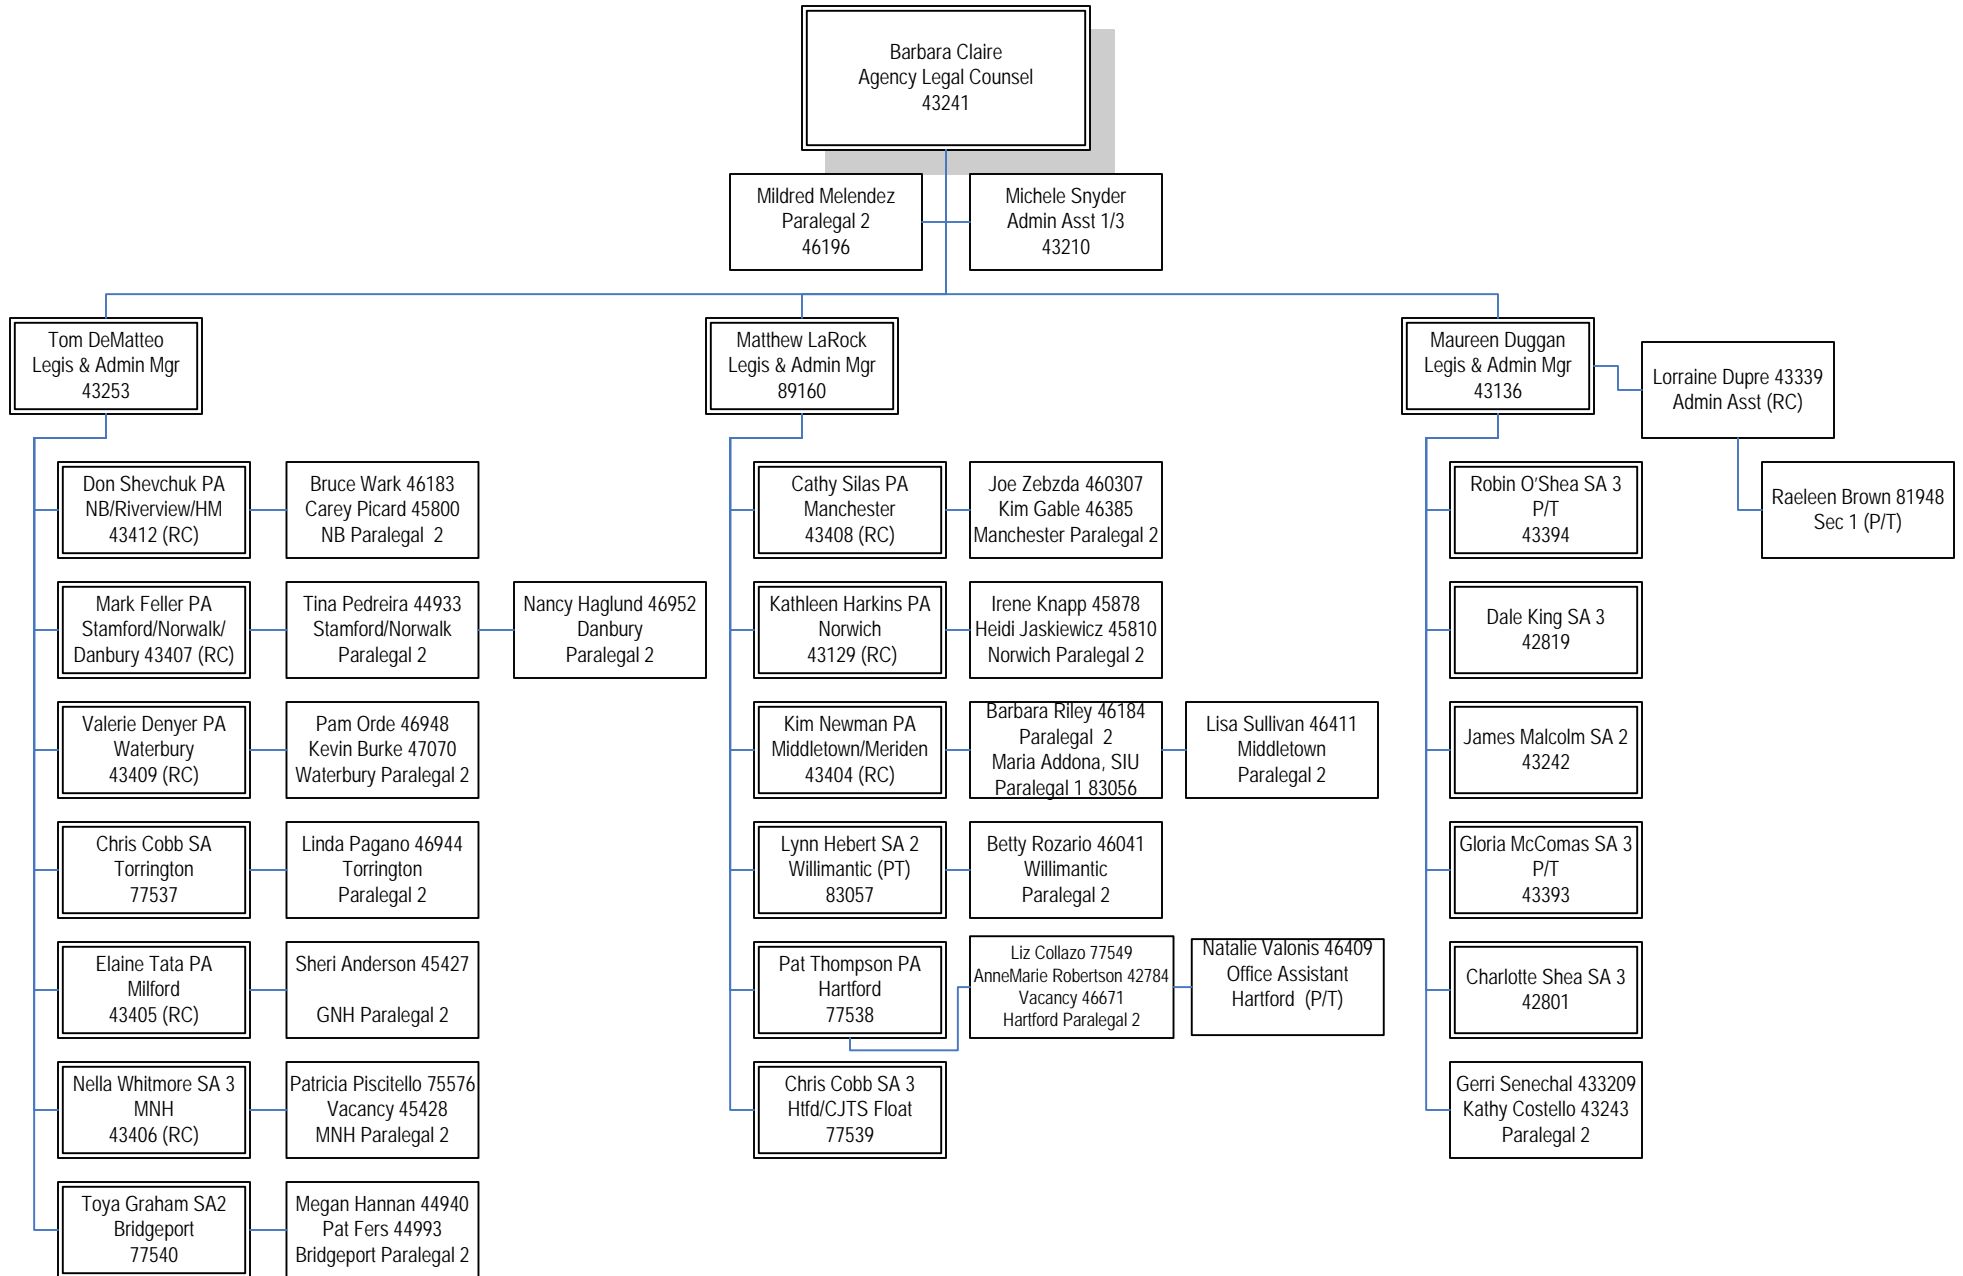 Barbara Claire
Agency Legal Counsel
43241
Mildred Melendez
Paralegal 2
46196
Michele Snyder
Admin Asst 1/3
43210
Tom DeMatteo
Legis & Admin Mgr
43253
Matthew LaRock
Legis & Admin Mgr
89160
Maureen Duggan
Legis & Admin Mgr
43136
Lorraine Dupre 43339
Admin Asst (RC)
Raeleen Brown 81948
Sec 1 (P/T)
Don Shevchuk PA
NB/Riverview/HM
43412 (RC)
Bruce Wark 46183
Carey Picard 45800
NB Paralegal 2
Mark Feller PA
Stamford/Norwalk/
Danbury 43407 (RC)
Tina Pedreira 44933
Stamford/Norwalk
Paralegal 2
Nancy Haglund 46952
Danbury
Paralegal 2
Valerie Denyer PA
Waterbury
43409 (RC)
Pam Orde 46948
Kevin Burke 47070
Waterbury Paralegal 2
Chris Cobb SA
Torrington
77537
Linda Pagano 46944
Torrington
Paralegal 2
Elaine Tata PA
Milford
43405 (RC)
Sheri Anderson 45427
GNH Paralegal 2
Nella Whitmore SA 3
MNH
43406 (RC)
Patricia Piscitello 75576
Vacancy 45428
MNH Paralegal 2
Toya Graham SA2
Bridgeport
77540
Megan Hannan 44940
Pat Fers 44993
Bridgeport Paralegal 2
Cathy Silas PA
Manchester
43408 (RC)
Joe Zebzda 460307
Kim Gable 46385
Manchester Paralegal 2
Kathleen Harkins PA
Norwich
43129 (RC)
Irene Knapp 45878
Heidi Jaskiewicz 45810
Norwich Paralegal 2
Kim Newman PA
Middletown/Meriden
43404 (RC)
Barbara Riley 46184
Paralegal 2
Maria Addona, SIU
Paralegal 1 83056
Lisa Sullivan 46411
Middletown
Paralegal 2
Lynn Hebert SA 2
Willimantic (PT)
83057
Betty Rozario 46041
Willimantic
Paralegal 2
Pat Thompson PA
Hartford
77538
Liz Collazo 77549
AnneMarie Robertson 42784
Vacancy 46671
Hartford Paralegal 2
Natalie Valonis 46409
Office Assistant
Hartford (P/T)
Chris Cobb SA 3
Htfd/CJTS Float
77539
Robin O'Shea SA 3
P/T
43394
Dale King SA 3
42819
James Malcolm SA 2
43242
Gloria McComas SA 3
P/T
43393
Charlotte Shea SA 3
42801
Gerri Senechal 433209
Kathy Costello 43243
Paralegal 2